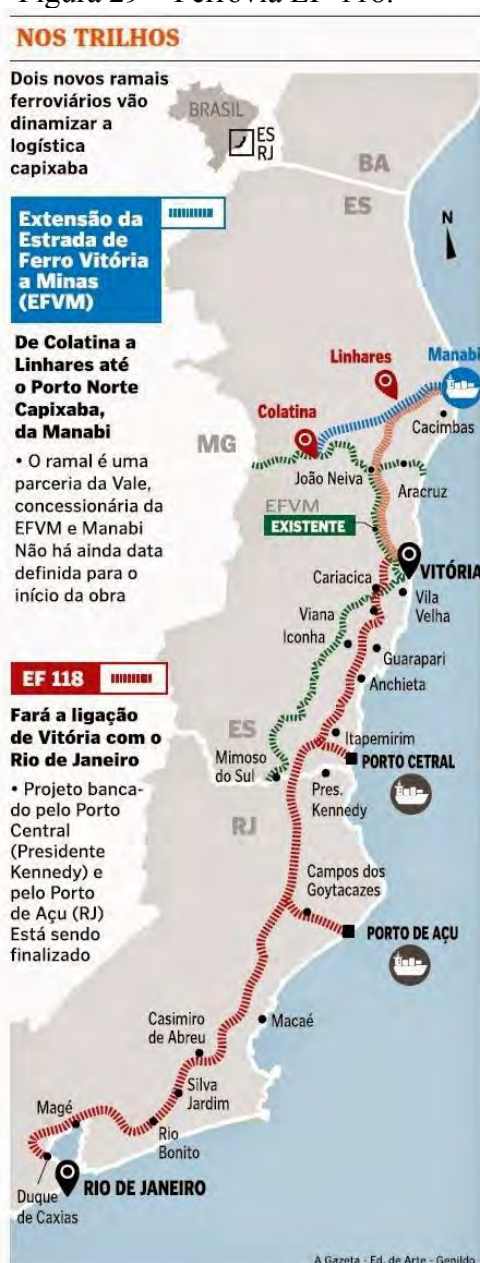 Figura 29 – Ferrovia EF-118.
NOS TRILHOS
Dois novos ramais
ferroviários vão
dinamizar a
logística
capixaba
BRASIL
ES
RJ
BA
ES
N
Extensão da
Estrada de
Ferro Vitória
a Minas
(EFVM)
De Colatina a
Linhares até
o Porto Norte
Capixaba,
da Manabi
• O ramal é uma
parceria da Vale,
concessionária da
EFVM e Manabi
Não há ainda data
definida para o
início da obra
Linhares
Manabi
Colatina
Cacimbas
MG
João Neiva
Aracruz
EFVM
EXISTENTE
VITÓRIA
Cariacica
Vila
Velha
Viana
Iconha
Guarapari
Anchieta
EF 118
Fará a ligação
de Vitória com o
Rio de Janeiro
• Projeto banca-
do pelo Porto
Central
(Presidente
Kennedy) e
pelo Porto
de Açu (RJ)
Está sendo
finalizado
ES
Itapemirim
Mimoso
do Sul
PORTO CETRAL
Pres.
Kennedy
RJ
Campos dos
Goytacazes
PORTO DE AÇU
Casimiro
de Abreu
Macaé
Silva
Jardim
Magé
Rio
Bonito
Duque
de Caxias
RIO DE JANEIRO
A Gazeta - Ed. de Arte - Genildo